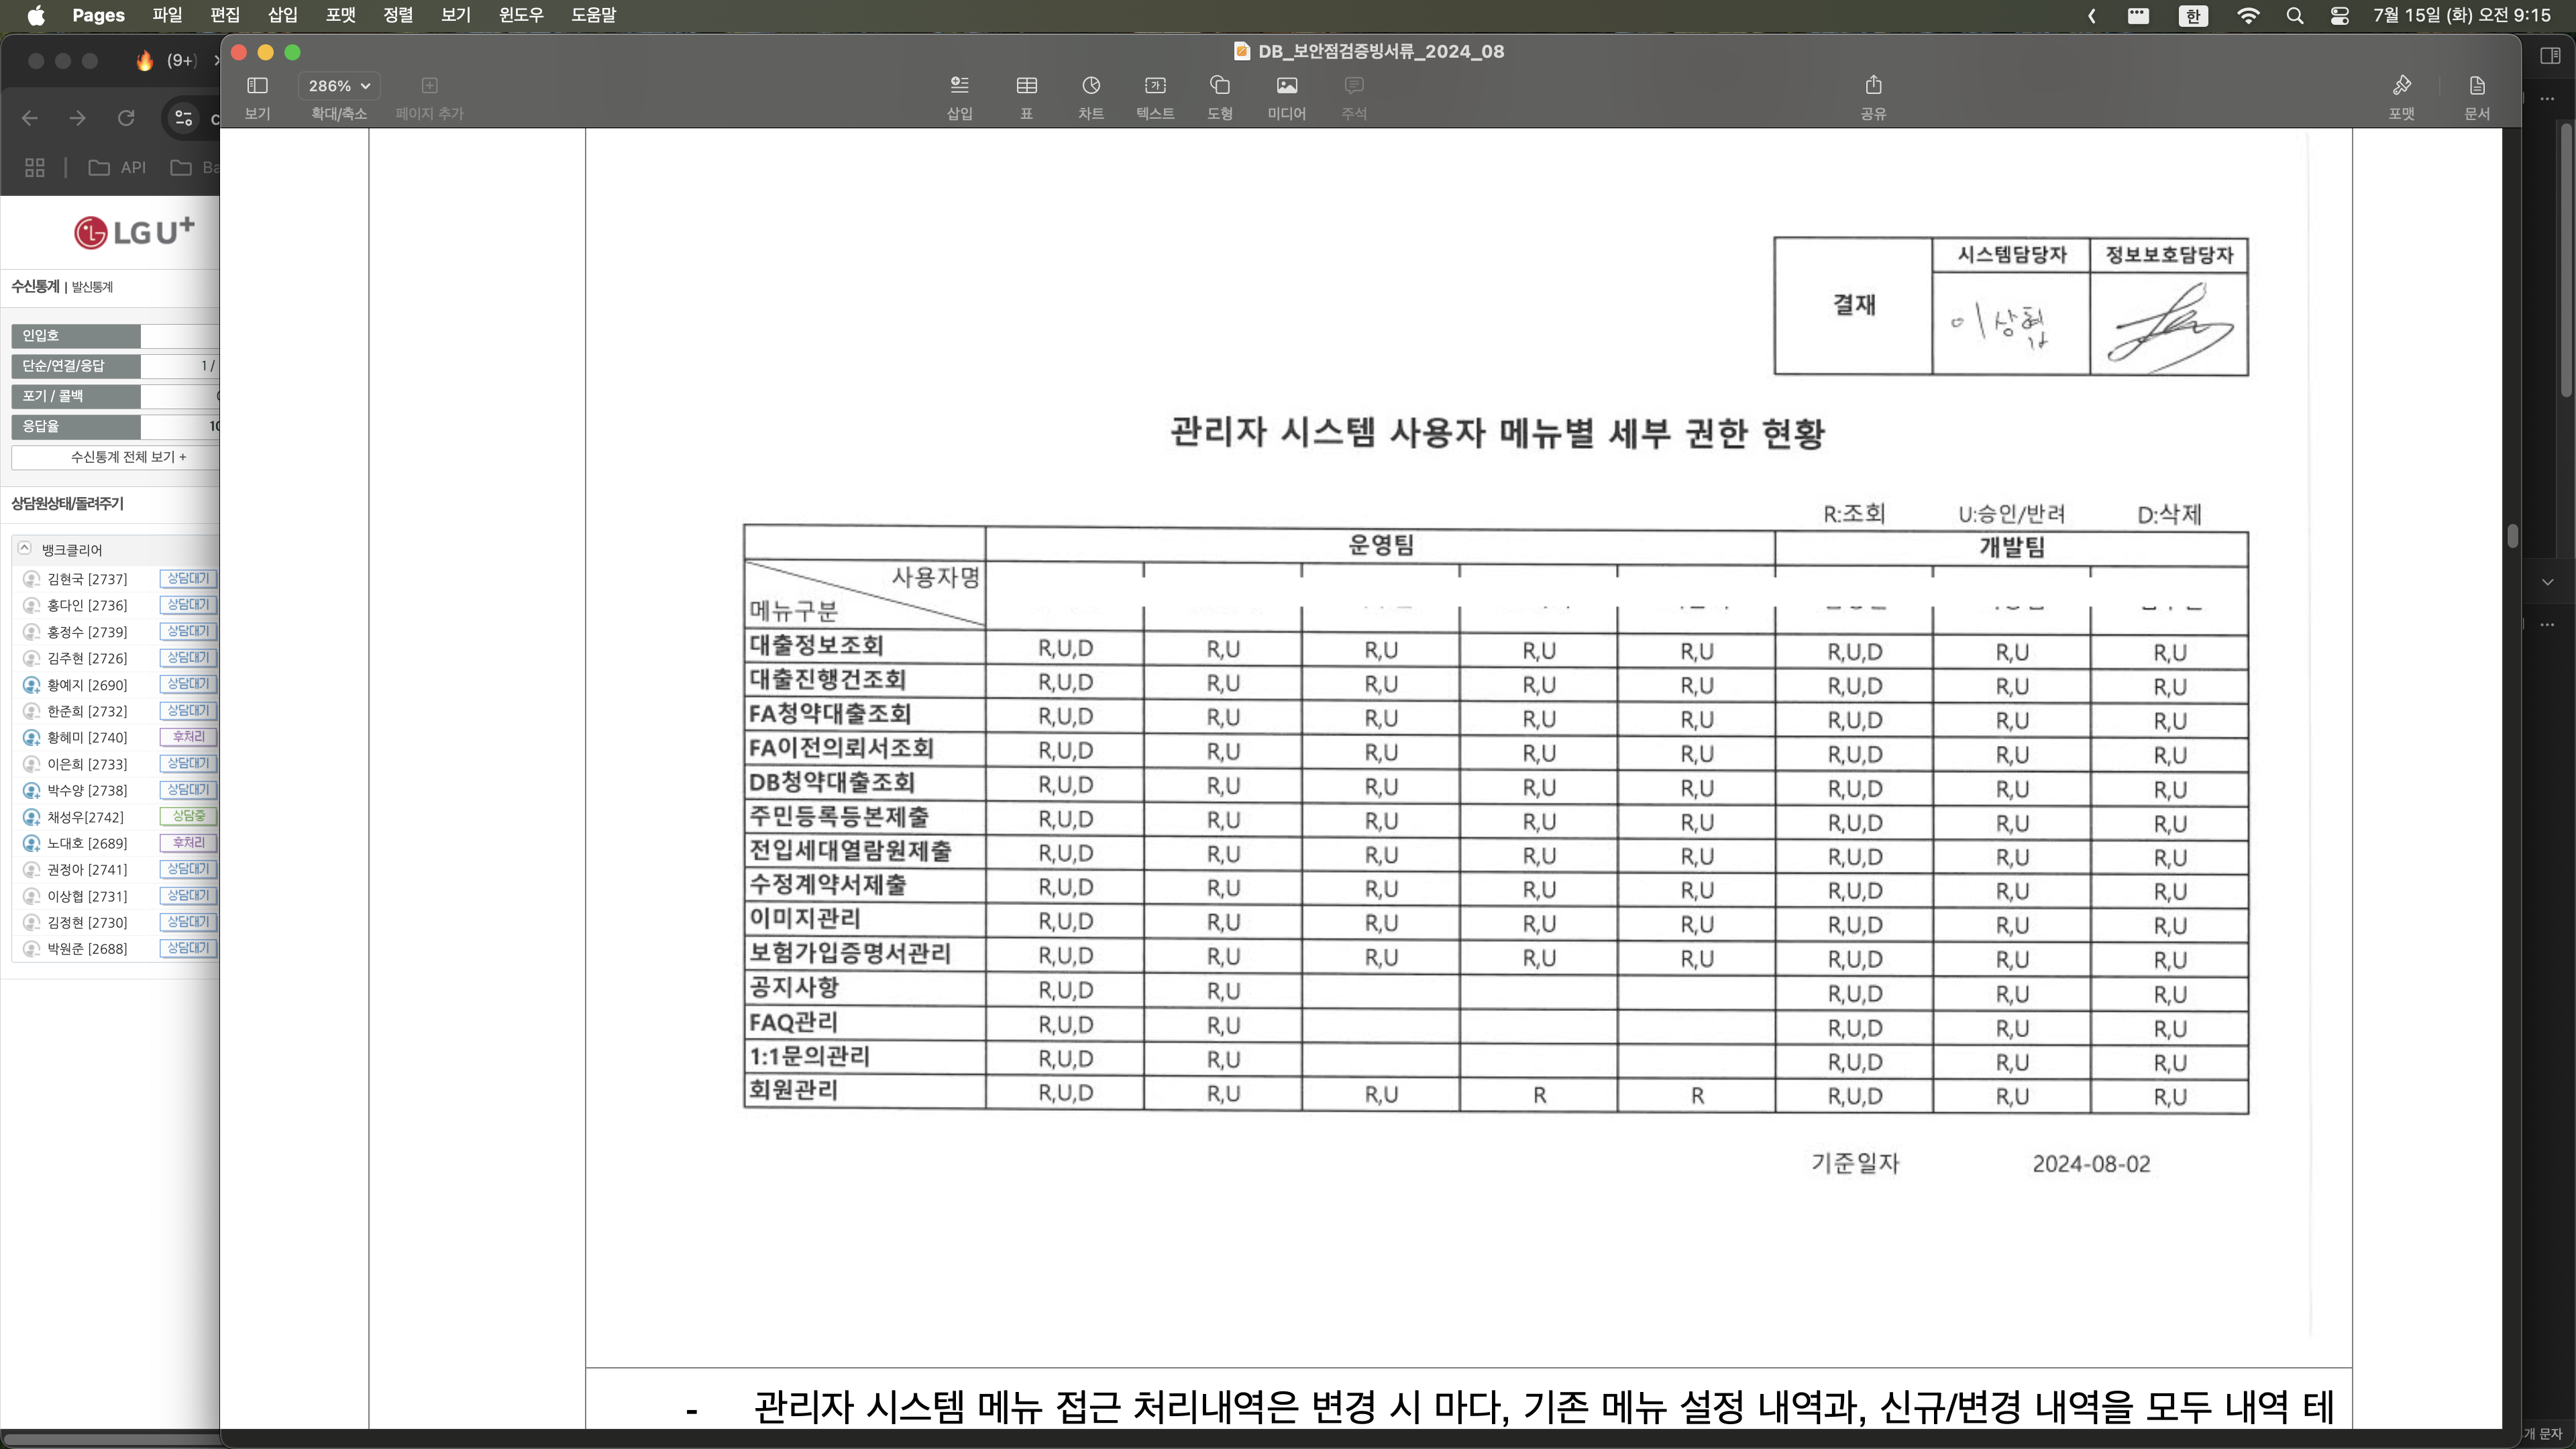 Pages 파일 편집 삽입 포맷 정렬 보기 윈도우 도움말
한 7월 15일 (화) 오전 9:15
(9+)
DB_보안점검증빙서류_2024_08
286%
보기 확대/축소 페이지 추가 삽입 표 차트 텍스트 도형 미디어 주석 공유 포맷 문서
API
LG U+
수신통계 | 발신통계
인입호
단순/연결/응답 1 /
포기 / 콜백
응답율
수신통계 전체 보기 +
상담원상태/돌려주기
뱅크클리어
김현국 [2737] 상담대기
홍다인 [2736] 상담대기
홍정수 [2739] 상담대기
김주현 [2726] 상담대기
황예지 [2690] 상담대기
한준희 [2732] 상담대기
황혜미 [2740] 후처리
이은희 [2733] 상담대기
박수양 [2738] 상담대기
채성우[2742] 상담중
노대호 [2689] 후처리
권정아 [2741] 상담대기
이상협 [2731] 상담대기
김정현 [2730] 상담대기
박원준 [2688] 상담대기
시스템담당자 정보보호담당자
결재
이상협
관리자 시스템 사용자 메뉴별 세부 권한 현황
R:조회 U:승인/반려 D:삭제
운영팀 개발팀
사용자명
메뉴구분
대출정보조회 R,U,D R,U R,U R,U R,U R,U,D R,U R,U
대출진행건조회 R,U,D R,U R,U R,U R,U R,U,D R,U R,U
FA청약대출조회 R,U,D R,U R,U R,U R,U R,U,D R,U R,U
FA이전의뢰서조회 R,U,D R,U R,U R,U R,U R,U,D R,U R,U
DB청약대출조회 R,U,D R,U R,U R,U R,U R,U,D R,U R,U
주민등록등본제출 R,U,D R,U R,U R,U R,U R,U,D R,U R,U
전입세대열람원제출 R,U,D R,U R,U R,U R,U R,U,D R,U R,U
수정계약서제출 R,U,D R,U R,U R,U R,U R,U,D R,U R,U
이미지관리 R,U,D R,U R,U R,U R,U R,U,D R,U R,U
보험가입증명서관리 R,U,D R,U R,U R,U R,U R,U,D R,U R,U
공지사항 R,U,D R,U R,U,D R,U R,U
FAQ관리 R,U,D R,U R,U,D R,U R,U
1:1문의관리 R,U,D R,U R,U,D R,U R,U
회원관리 R,U,D R,U R,U R R R,U,D R,U R,U
기준일자 2024-08-02
- 관리자 시스템 메뉴 접근 처리내역은 변경 시 마다, 기존 메뉴 설정 내역과, 신규/변경 내역을 모두 내역 테
개 문자